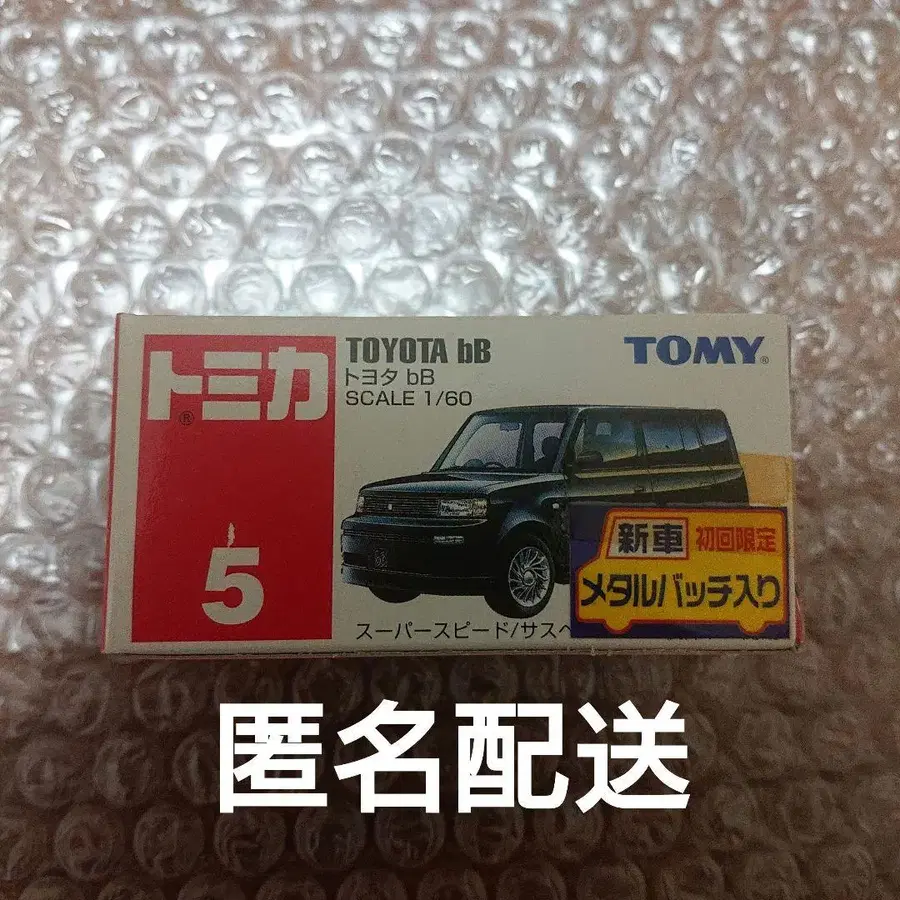 トミカ®
5
TOYOTA bB
トヨタ bB
SCALE 1/60
TOMY®
新車 初回限定
メタルバッチ入り
スーパースピード/サスペ
匿名配送